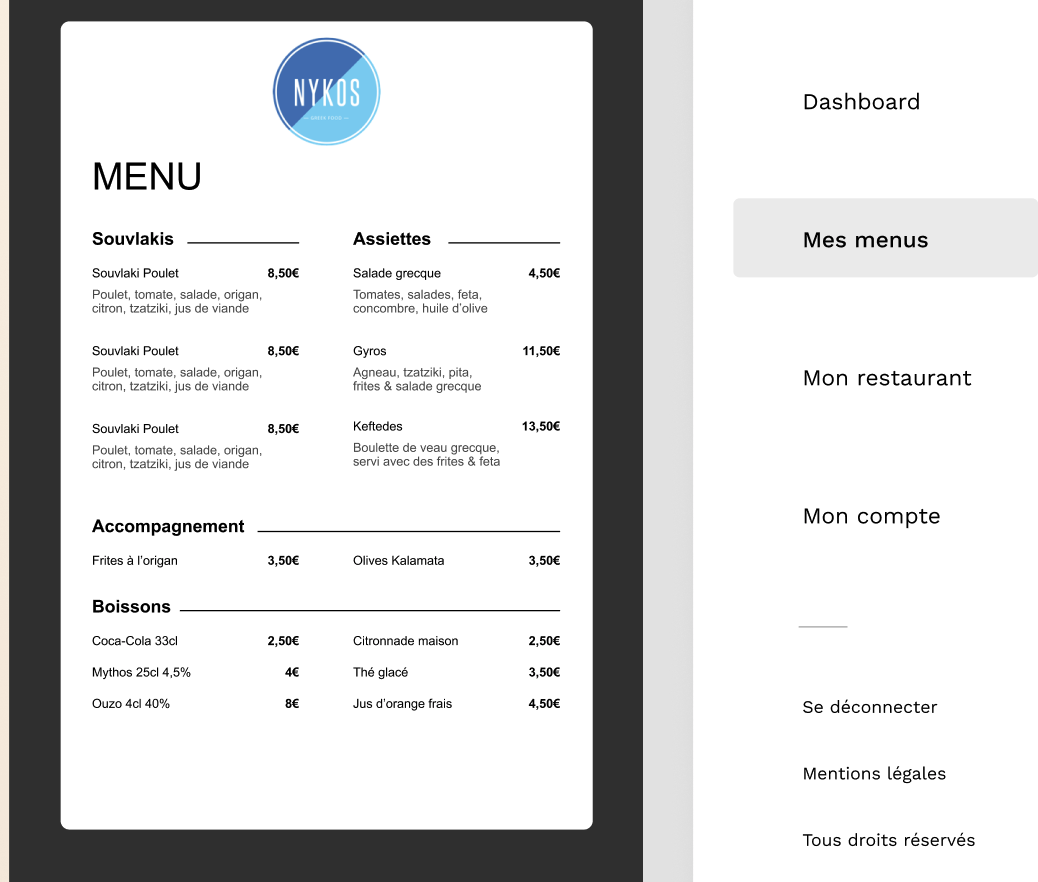 NYKOS
GREEK FOOD
MENU
Souvlakis
Souvlaki Poulet 8,50€
Poulet, tomate, salade, origan,
citron, tzatziki, jus de viande
Souvlaki Poulet 8,50€
Poulet, tomate, salade, origan,
citron, tzatziki, jus de viande
Souvlaki Poulet 8,50€
Poulet, tomate, salade, origan,
citron, tzatziki, jus de viande
Assiettes
Salade grecque 4,50€
Tomates, salades, feta,
concombre, huile d’olive
Gyros 11,50€
Agneau, tzatziki, pita,
frites & salade grecque
Keftedes 13,50€
Boulette de veau grecque,
servi avec des frites & feta
Accompagnement
Frites à l’origan 3,50€
Olives Kalamata 3,50€
Boissons
Coca-Cola 33cl 2,50€
Citronnade maison 2,50€
Mythos 25cl 4,5% 4€
Thé glacé 3,50€
Ouzo 4cl 40% 8€
Jus d’orange frais 4,50€
Dashboard
Mes menus
Mon restaurant
Mon compte
Se déconnecter
Mentions légales
Tous droits réservés